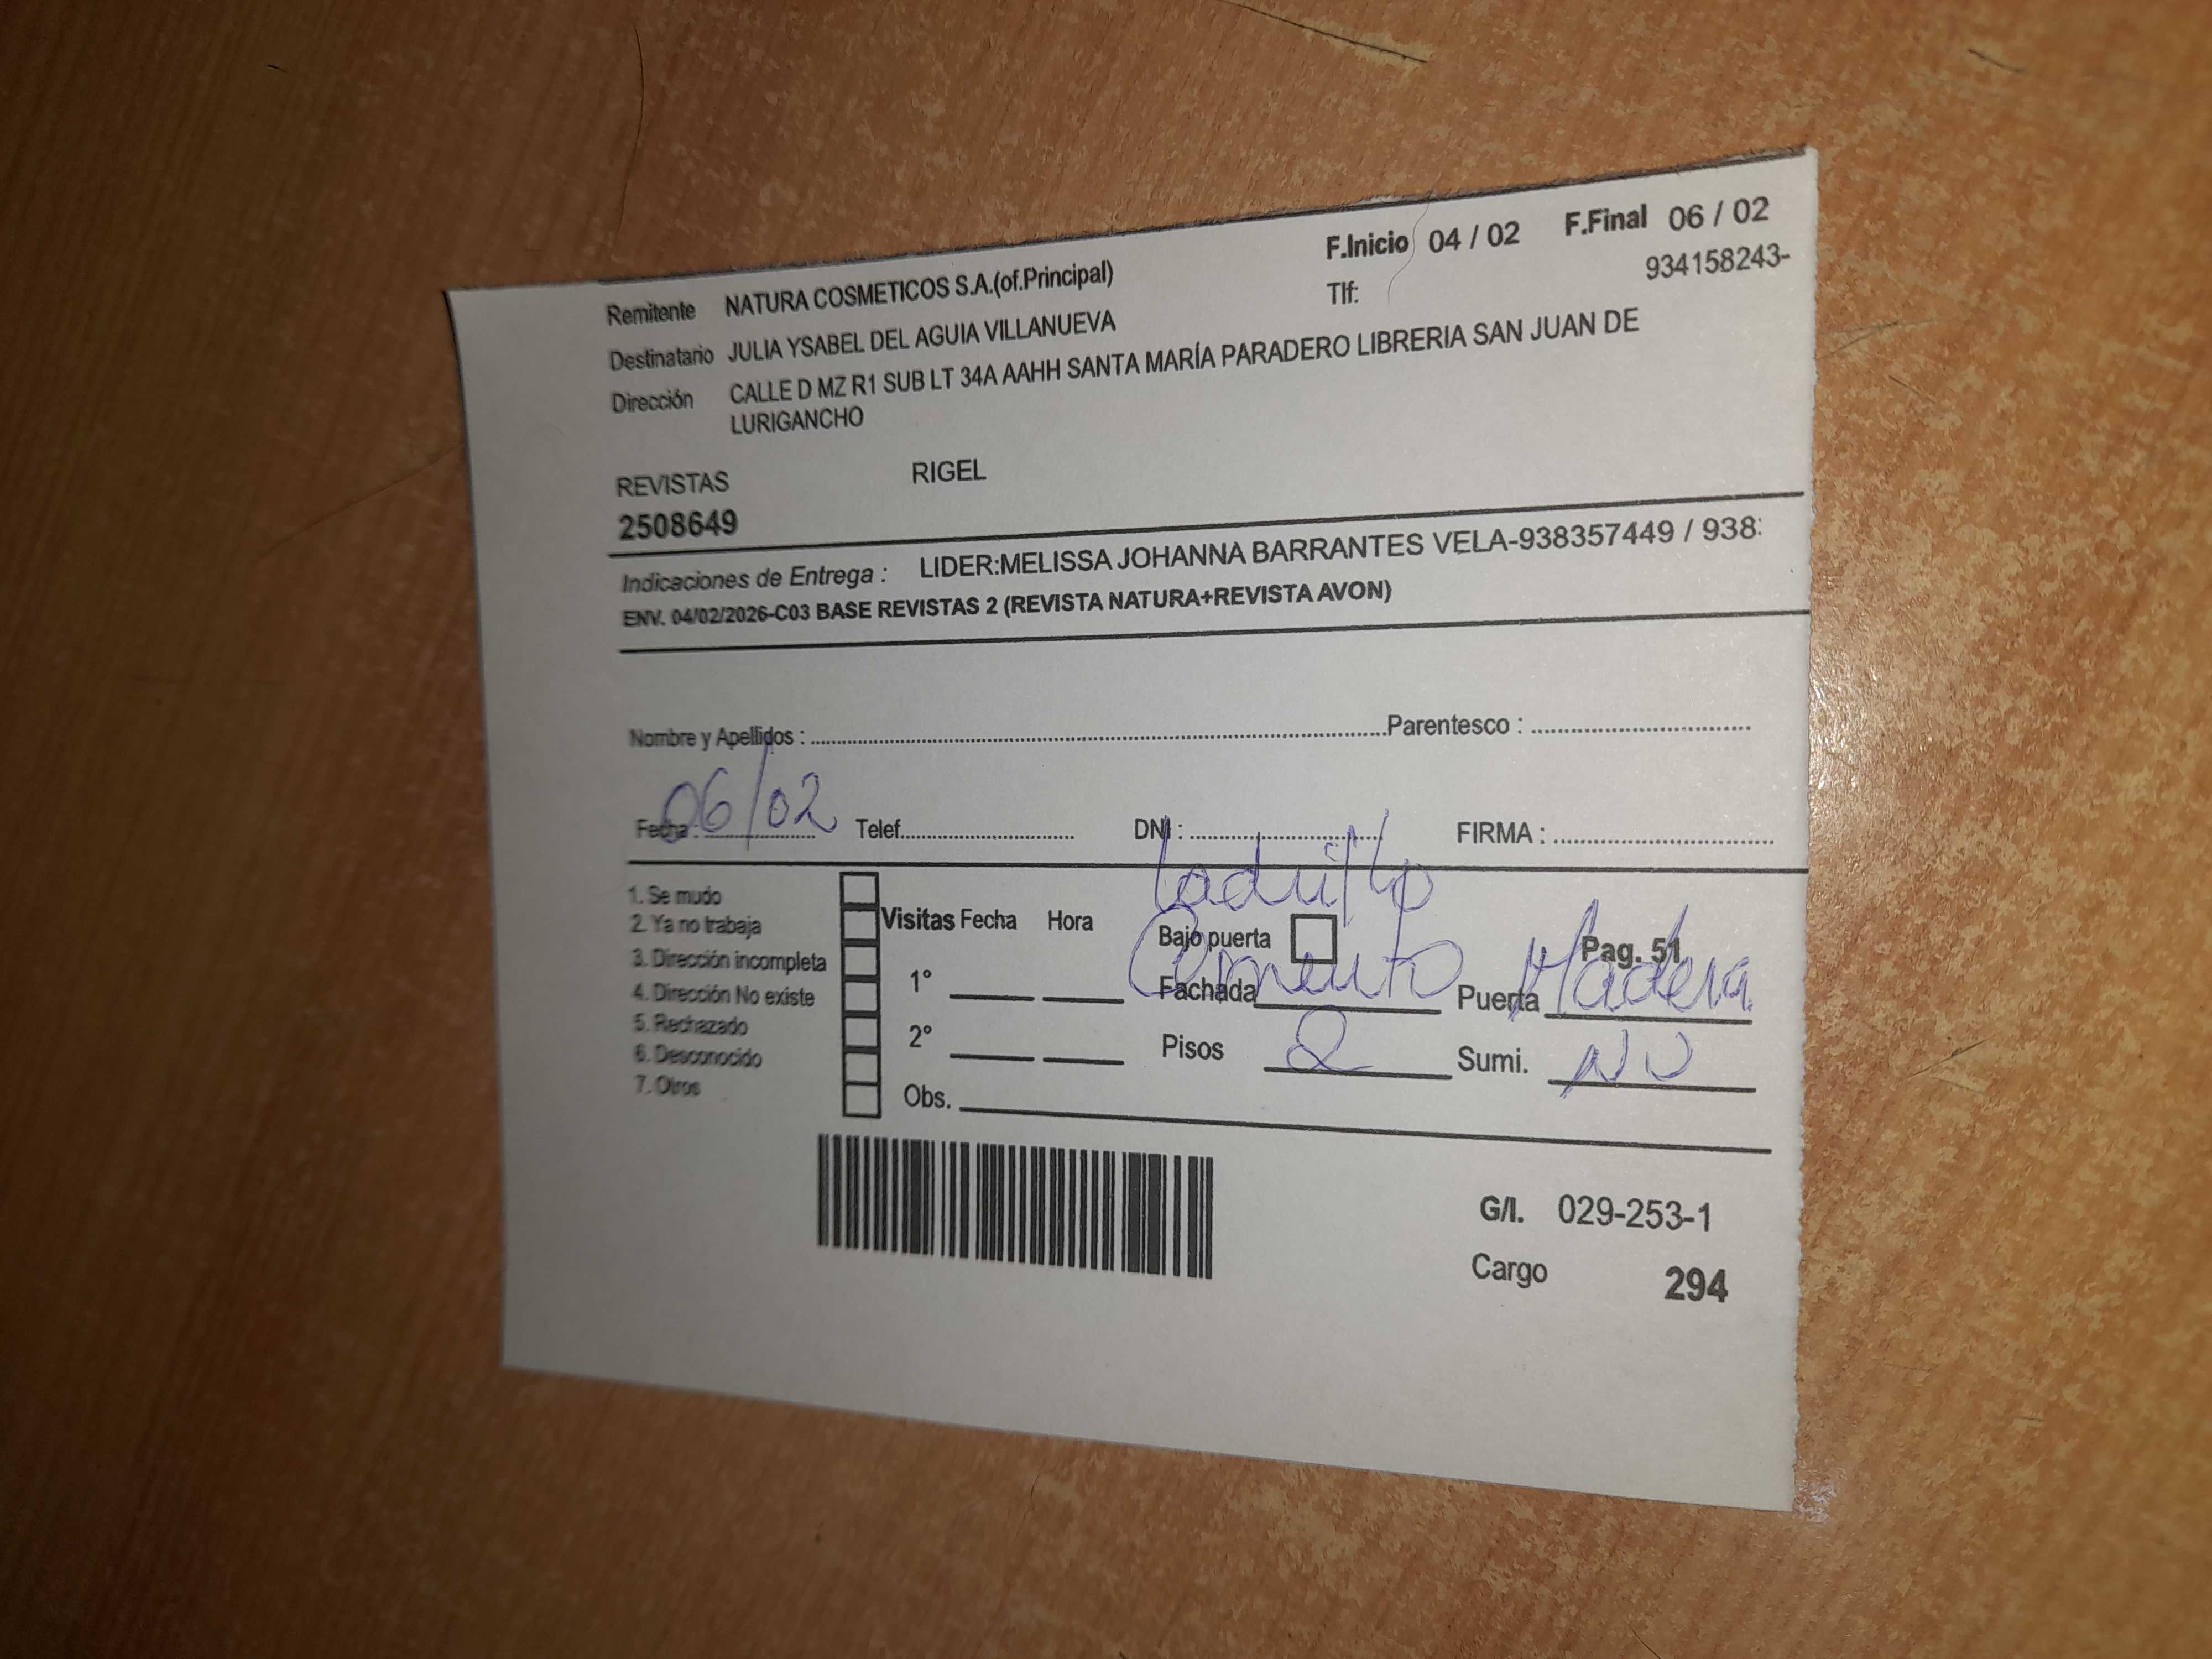 F.Inicio 04 / 02 F.Final 06 / 02
Remitente NATURA COSMETICOS S.A.(of.Principal) Tlf: 934158243-
Destinatario JULIA YSABEL DEL AGUIA VILLANUEVA
Dirección CALLE D MZ R1 SUB LT 34A AAHH SANTA MARÍA PARADERO LIBRERIA SAN JUAN DE
LURIGANCHO
REVISTAS RIGEL
2508649
Indicaciones de Entrega : LIDER:MELISSA JOHANNA BARRANTES VELA-938357449 / 938
ENV. 04/02/2026-C03 BASE REVISTAS 2 (REVISTA NATURA+REVISTA AVON)
Nombre y Apellidos : Parentesco :
Fecha : 06/02 Telef. DNI : FIRMA :
ladrillo
1. Se mudo
2. Ya no trabaja
3. Dirección incompleta
4. Dirección No existe
5. Rechazado
6. Desconocido
7. Otros
Visitas Fecha Hora
1°
2°
Obs.
Bajo puerta Pag. 51
Fachada Cemento Puerta Madera
Pisos 2 Sumi. NO
G/I. 029-253-1
Cargo 294